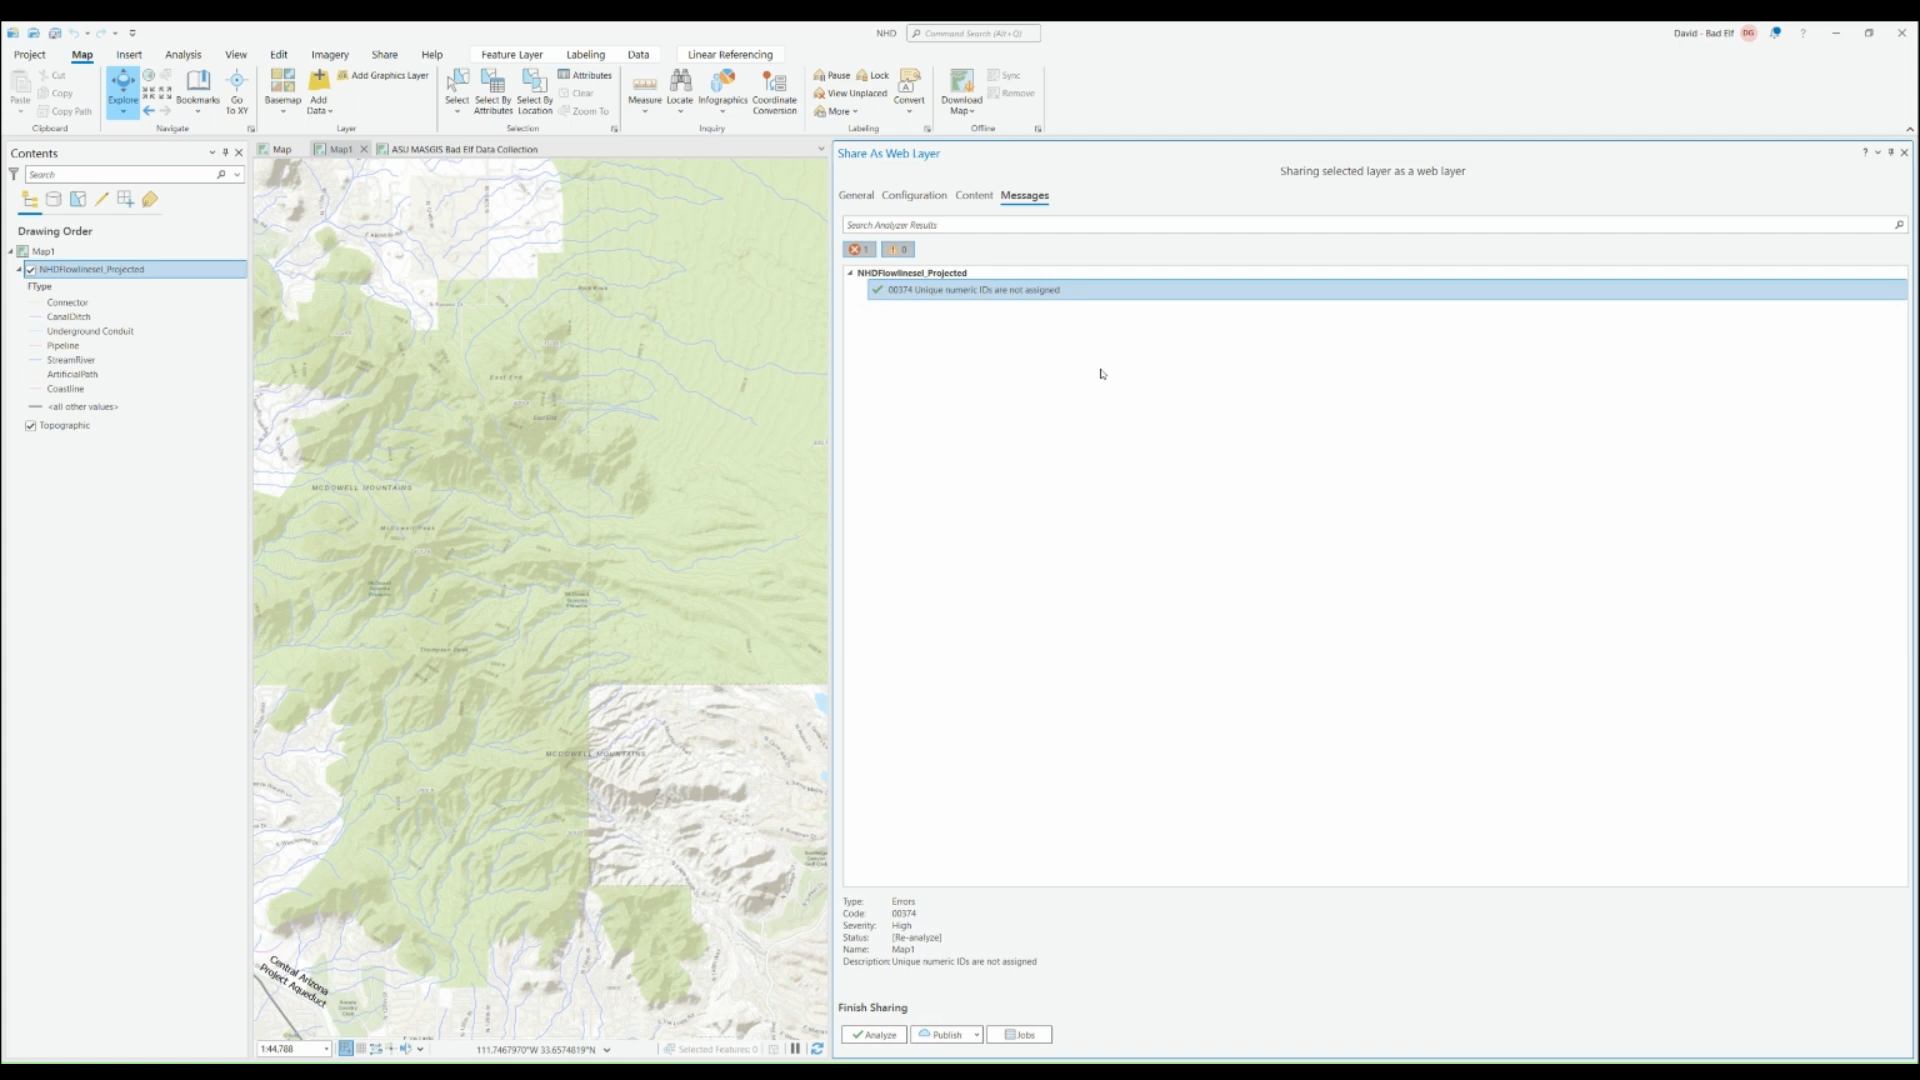 NHD
Command Search (Alt+Q)
David - Bad Elf
DG
?
Project
Map
Insert
Analysis
View
Edit
Imagery
Share
Help
Feature Layer
Labeling
Data
Linear Referencing
Paste
Cut
Copy
Copy Path
Clipboard
Explore
Bookmarks
Go To XY
Navigate
Basemap
Add Data
Add Graphics Layer
Layer
Select
Select By Attributes
Select By Location
Attributes
Clear
Zoom To
Selection
Measure
Locate
Infographics
Coordinate Conversion
Inquiry
Pause
Lock
View Unplaced
More
Convert
Labeling
Download Map
Sync
Remove
Offline
Contents
Search
Drawing Order
Map1
NHDFlowlinesel_Projected
fType
Connector
CanalDitch
Underground Conduit
Pipeline
StreamRiver
ArtificialPath
Coastline
<all other values>
Topographic
Map
Map1
ASU MASGIS Bad Elf Data Collection
East End
MCDOWELL MOUNTAINS
McDowell Peak
Thompson Peak
MCDOWELL MOUNTAINS
Central Arizona
Project Aqueduct
1:44,788
111.7467970°W 33.6574819°N
Selected Features: 0
Share As Web Layer
?
Sharing selected layer as a web layer
General
Configuration
Content
Messages
Search Analyzer Results
1
0
NHDFlowlinesel_Projected
00374 Unique numeric IDs are not assigned
Type: Errors
Code: 00374
Severity: High
Status: [Re-analyze]
Name: Map1
Description: Unique numeric IDs are not assigned
Finish Sharing
Analyze
Publish
Jobs